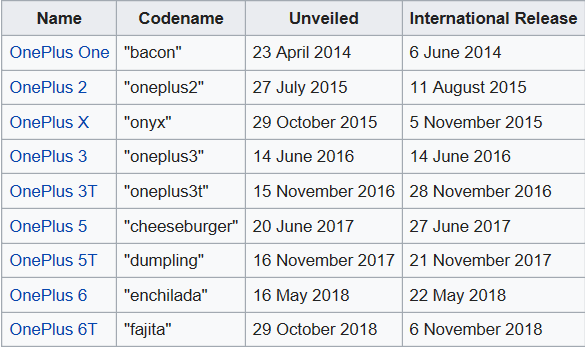 Name Codename Unveiled International Release
OnePlus One "bacon" 23 April 2014 6 June 2014
OnePlus 2 "oneplus2" 27 July 2015 11 August 2015
OnePlus X "onyx" 29 October 2015 5 November 2015
OnePlus 3 "oneplus3" 14 June 2016 14 June 2016
OnePlus 3T "oneplus3t" 15 November 2016 28 November 2016
OnePlus 5 "cheeseburger" 20 June 2017 27 June 2017
OnePlus 5T "dumpling" 16 November 2017 21 November 2017
OnePlus 6 "enchilada" 16 May 2018 22 May 2018
OnePlus 6T "fajita" 29 October 2018 6 November 2018